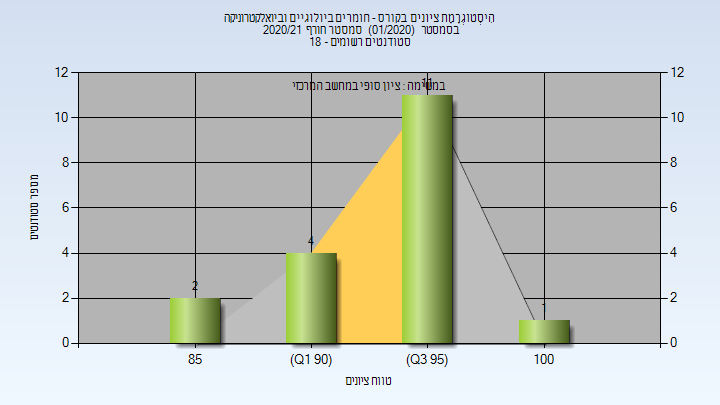 הִיסְטוֹגְרָמַת ציונים בקורס - חומרים ביולוגיים וביואלקטרוניקה
בסמסטר (01/2020) סמסטר חורף 2020/21
סטודנטים רשומים - 18
במשימה : ציון סופי במחשב המרכזי
12 12
10 10
8 8
6 6
4 4
2 2
0 0
2 4 11 1
85 (Q1 90) (Q3 95) 100
מספר סטודנטים
טווח ציונים